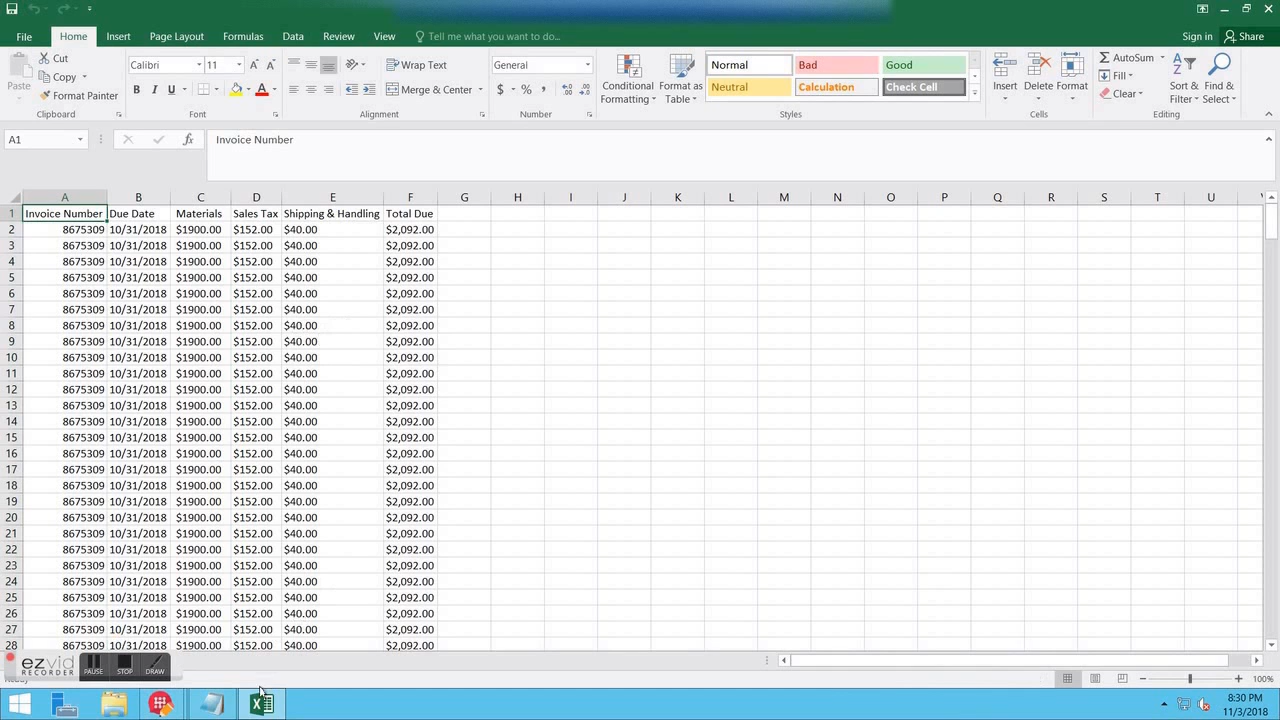 File Home Insert Page Layout Formulas Data Review View Tell me what you want to do... Sign in Share
Paste Cut Copy Format Painter Clipboard
Calibri 11 A A B I U A Font
Wrap Text Merge & Center Alignment
General $ % , Number
Conditional Formatting Format as Table
Normal Bad Good
Neutral Calculation Check Cell
Styles
Insert Delete Format Cells
AutoSum Fill Clear Sort & Filter Find & Select Editing
A1 fx Invoice Number
A B C D E F G H I J K L M N O P Q R S T U
1 Invoice Number Due Date Materials Sales Tax Shipping & Handling Total Due
2 8675309 10/31/2018 $1900.00 $152.00 $40.00 $2,092.00
3 8675309 10/31/2018 $1900.00 $152.00 $40.00 $2,092.00
4 8675309 10/31/2018 $1900.00 $152.00 $40.00 $2,092.00
5 8675309 10/31/2018 $1900.00 $152.00 $40.00 $2,092.00
6 8675309 10/31/2018 $1900.00 $152.00 $40.00 $2,092.00
7 8675309 10/31/2018 $1900.00 $152.00 $40.00 $2,092.00
8 8675309 10/31/2018 $1900.00 $152.00 $40.00 $2,092.00
9 8675309 10/31/2018 $1900.00 $152.00 $40.00 $2,092.00
10 8675309 10/31/2018 $1900.00 $152.00 $40.00 $2,092.00
11 8675309 10/31/2018 $1900.00 $152.00 $40.00 $2,092.00
12 8675309 10/31/2018 $1900.00 $152.00 $40.00 $2,092.00
13 8675309 10/31/2018 $1900.00 $152.00 $40.00 $2,092.00
14 8675309 10/31/2018 $1900.00 $152.00 $40.00 $2,092.00
15 8675309 10/31/2018 $1900.00 $152.00 $40.00 $2,092.00
16 8675309 10/31/2018 $1900.00 $152.00 $40.00 $2,092.00
17 8675309 10/31/2018 $1900.00 $152.00 $40.00 $2,092.00
18 8675309 10/31/2018 $1900.00 $152.00 $40.00 $2,092.00
19 8675309 10/31/2018 $1900.00 $152.00 $40.00 $2,092.00
20 8675309 10/31/2018 $1900.00 $152.00 $40.00 $2,092.00
21 8675309 10/31/2018 $1900.00 $152.00 $40.00 $2,092.00
22 8675309 10/31/2018 $1900.00 $152.00 $40.00 $2,092.00
23 8675309 10/31/2018 $1900.00 $152.00 $40.00 $2,092.00
24 8675309 10/31/2018 $1900.00 $152.00 $40.00 $2,092.00
25 8675309 10/31/2018 $1900.00 $152.00 $40.00 $2,092.00
26 8675309 10/31/2018 $1900.00 $152.00 $40.00 $2,092.00
27 8675309 10/31/2018 $1900.00 $152.00 $40.00 $2,092.00
28 8675309 10/31/2018 $1900.00 $152.00 $40.00 $2,092.00
ezvid
RECORDER PAUSE STOP DRAW
100%
8:30 PM
11/3/2018